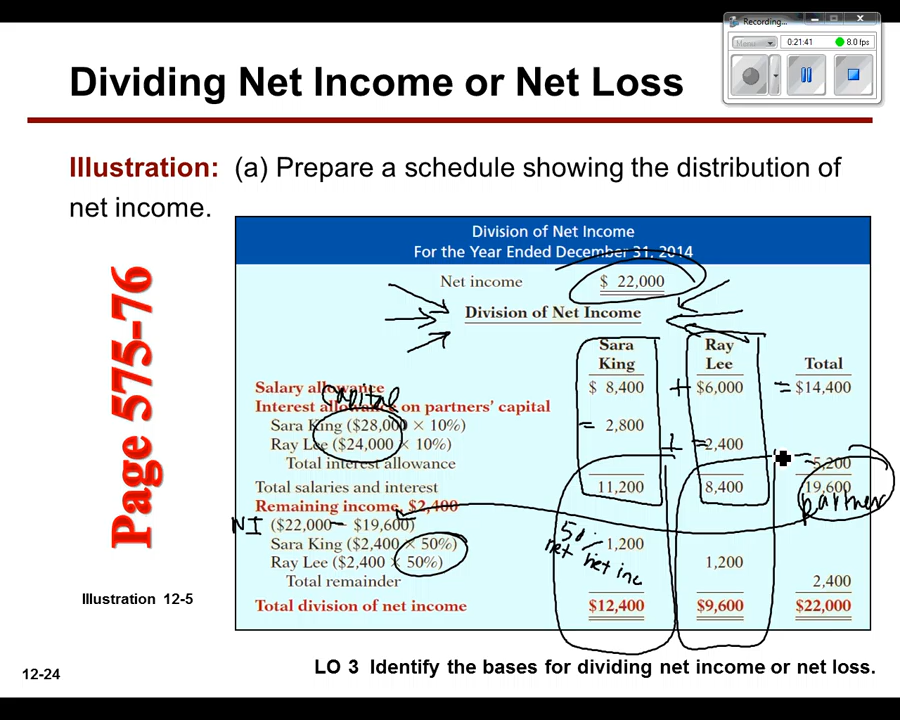 Recording...
Menu
0:21:41
8.0 fps
Dividing Net Income or Net Loss
Illustration: (a) Prepare a schedule showing the distribution of
net income.
Page 575-76
Division of Net Income
For the Year Ended December 31, 2014
Net income $ 22,000
Division of Net Income
Sara Ray
King Lee Total
Salary allowance $ 8,400 + $6,000 = $14,400
Capital
Interest allowance on partners' capital
Sara King ($28,000 × 10%) = 2,800
Ray Lee ($24,000 × 10%) + = 2,400
Total interest allowance = 5,200
Total salaries and interest 11,200 8,400 19,600
partner
Remaining income, $2,400
NI ($22,000 – $19,600)
50%
Sara King ($2,400 × 50%) 1,200
net net inc
Ray Lee ($2,400 × 50%) 1,200
Total remainder 2,400
Total division of net income $12,400 $9,600 $22,000
Illustration 12-5
12-24
LO 3 Identify the bases for dividing net income or net loss.